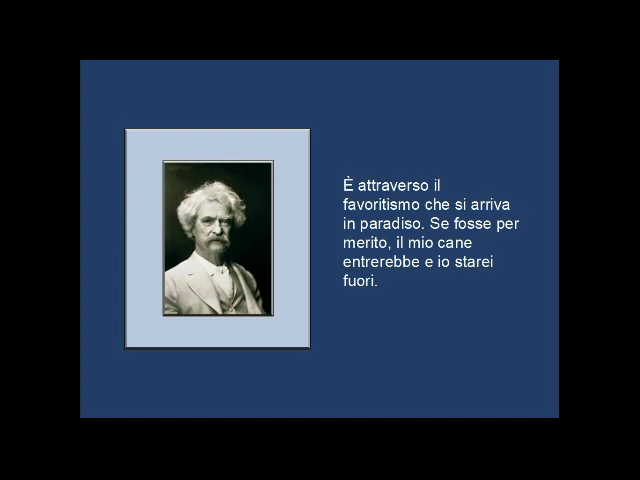 È attraverso il
favoritismo che si arriva
in paradiso. Se fosse per
merito, il mio cane
entrerebbe e io starei
fuori.